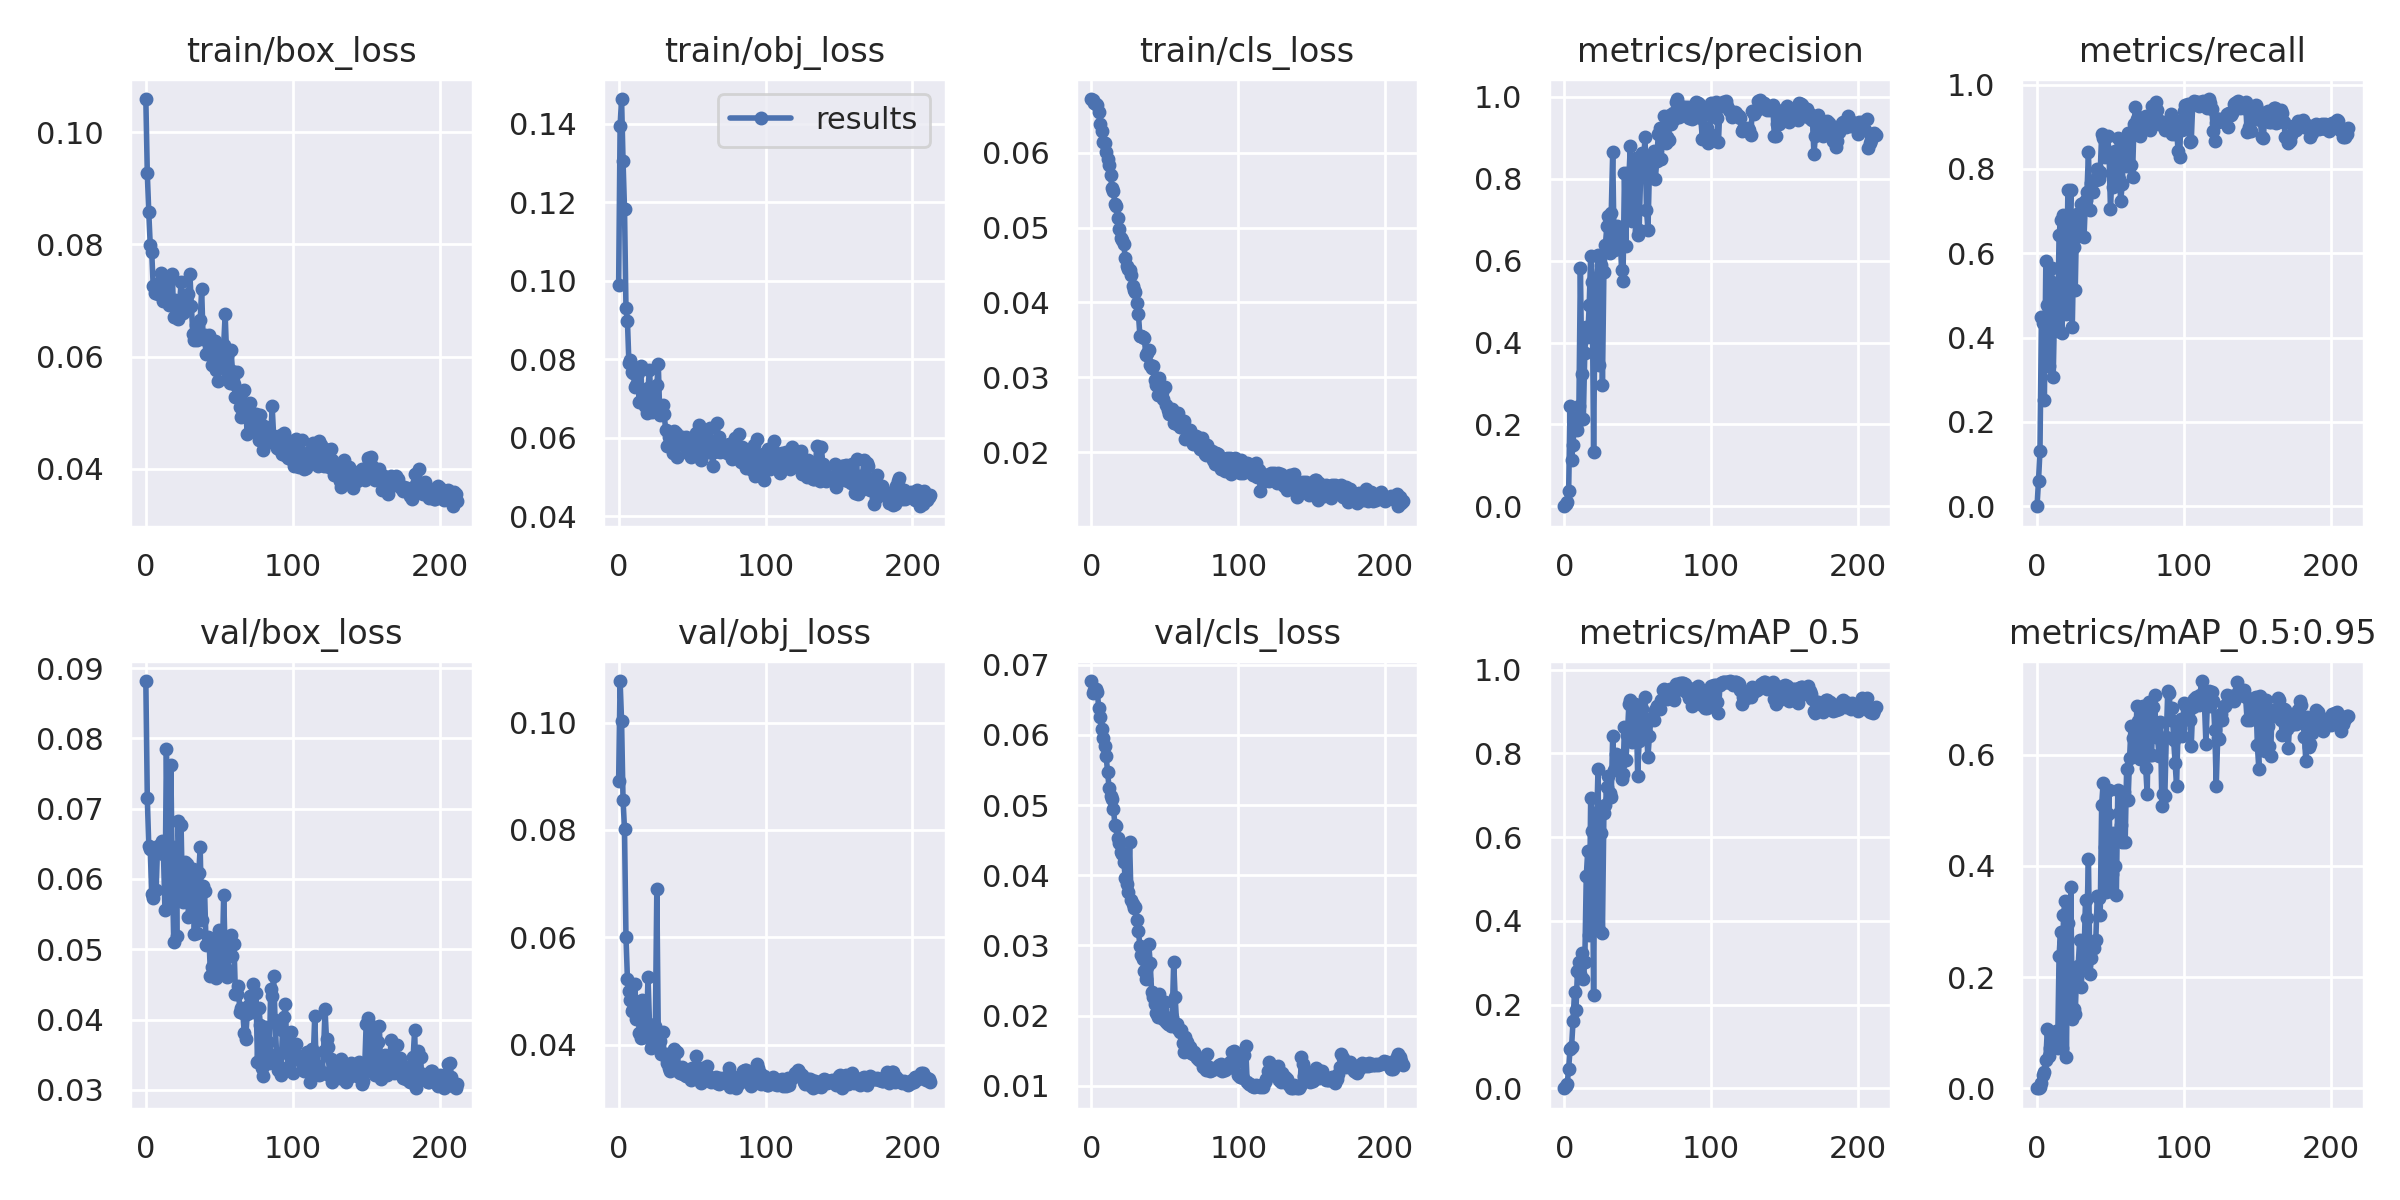 train/box_loss
0.10
0.08
0.06
0.04
0 100 200
train/obj_loss
results
0.14
0.12
0.10
0.08
0.06
0.04
0 100 200
train/cls_loss
0.06
0.05
0.04
0.03
0.02
0 100 200
metrics/precision
1.0
0.8
0.6
0.4
0.2
0.0
0 100 200
metrics/recall
1.0
0.8
0.6
0.4
0.2
0.0
0 100 200
val/box_loss
0.09
0.08
0.07
0.06
0.05
0.04
0.03
0 100 200
val/obj_loss
0.10
0.08
0.06
0.04
0 100 200
val/cls_loss
0.07
0.06
0.05
0.04
0.03
0.02
0.01
0 100 200
metrics/mAP_0.5
1.0
0.8
0.6
0.4
0.2
0.0
0 100 200
metrics/mAP_0.5:0.95
0.6
0.4
0.2
0.0
0 100 200